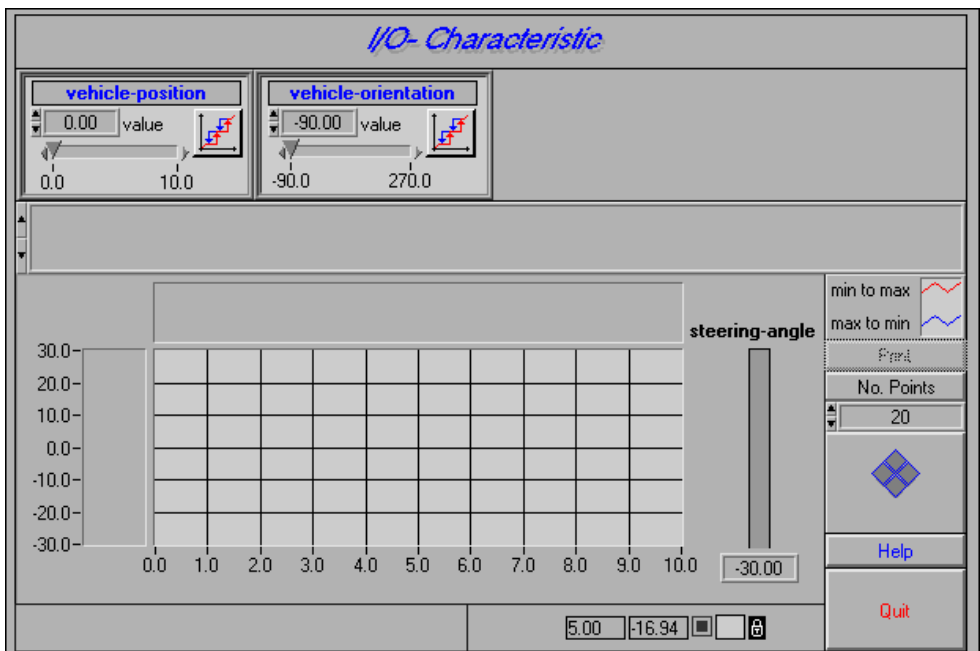 I/O- Characteristic
vehicle-position
0.00 value
0.0 10.0
vehicle-orientation
-90.00 value
-90.0 270.0
min to max
max to min
Print
No. Points
20
Help
Quit
steering-angle
30.0
20.0
10.0
0.0
-10.0
-20.0
-30.0
0.0 1.0 2.0 3.0 4.0 5.0 6.0 7.0 8.0 9.0 10.0
-30.00
5.00 -16.94